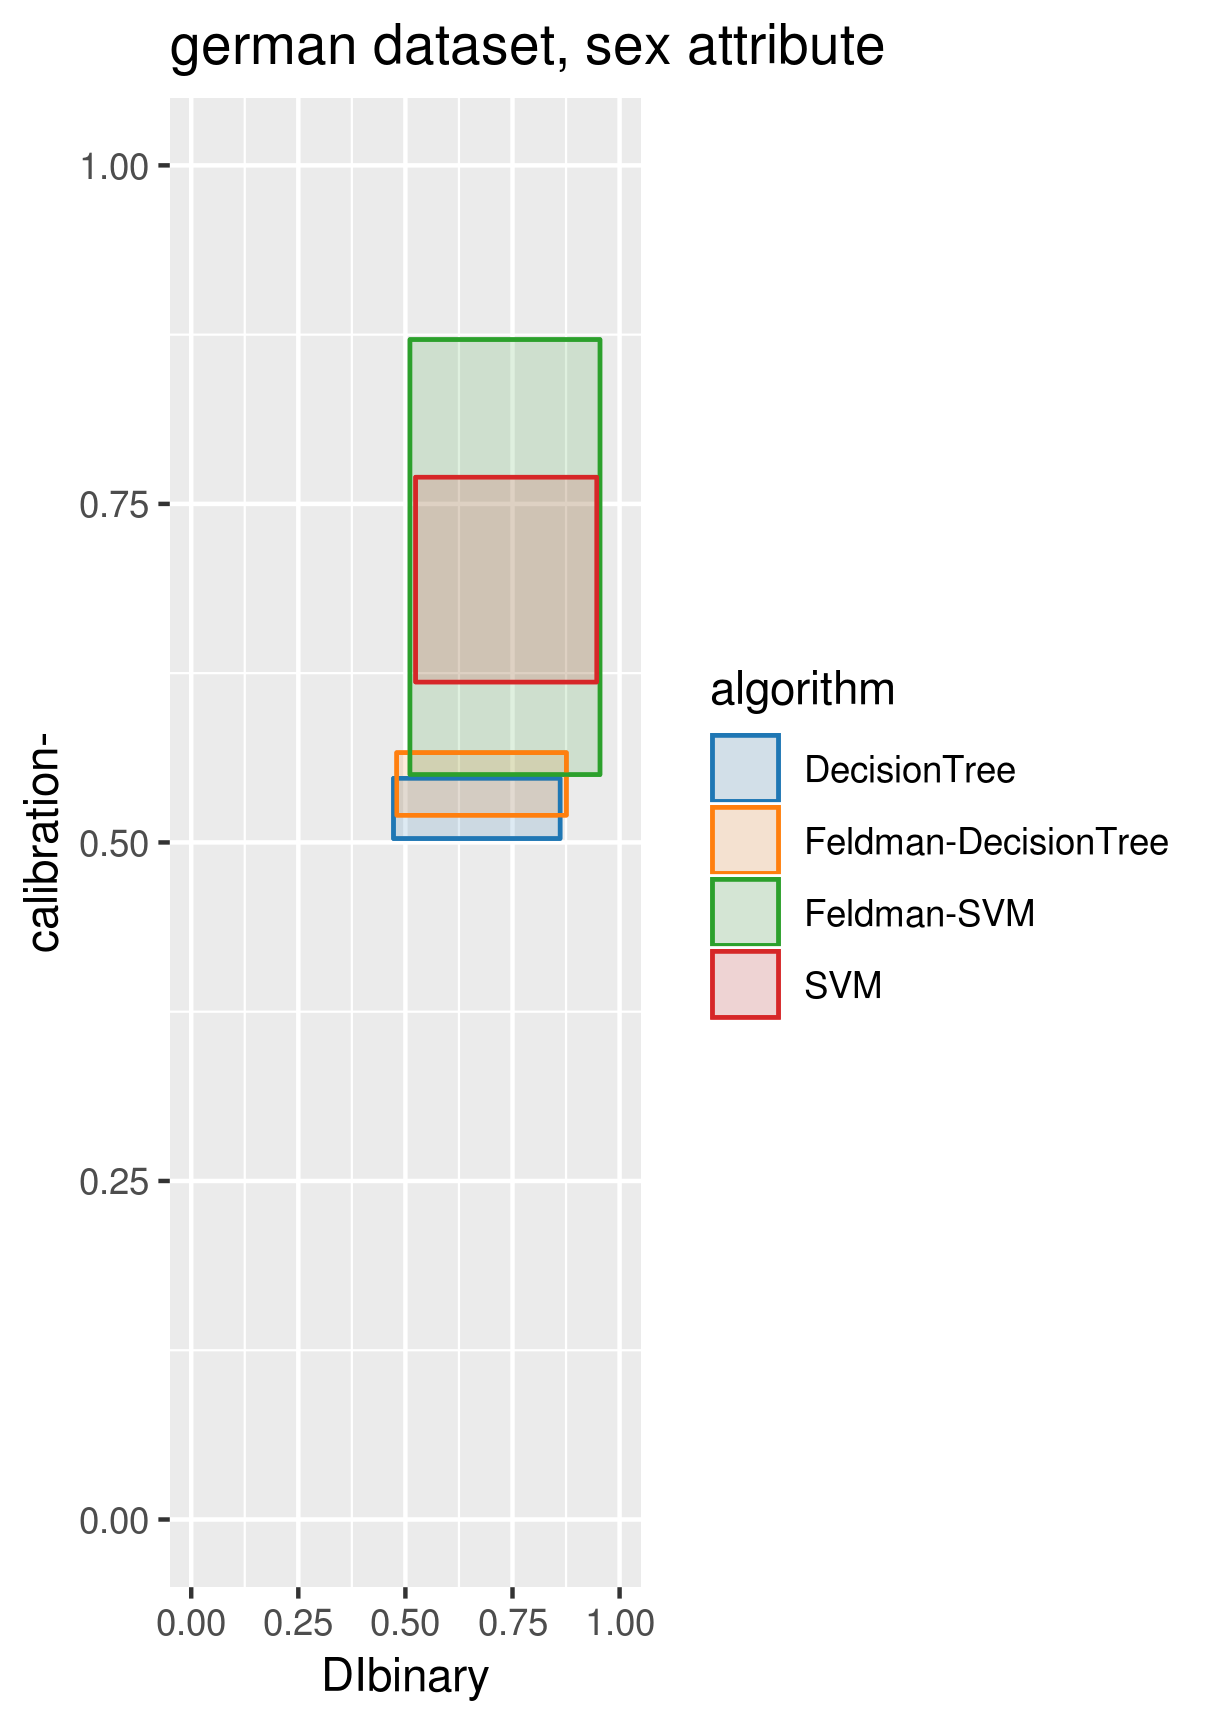 german dataset, sex attribute
1.00
0.75
0.50
0.25
0.00
calibration-
0.00 0.25 0.50 0.75 1.00
DIbinary
algorithm
DecisionTree
Feldman-DecisionTree
Feldman-SVM
SVM